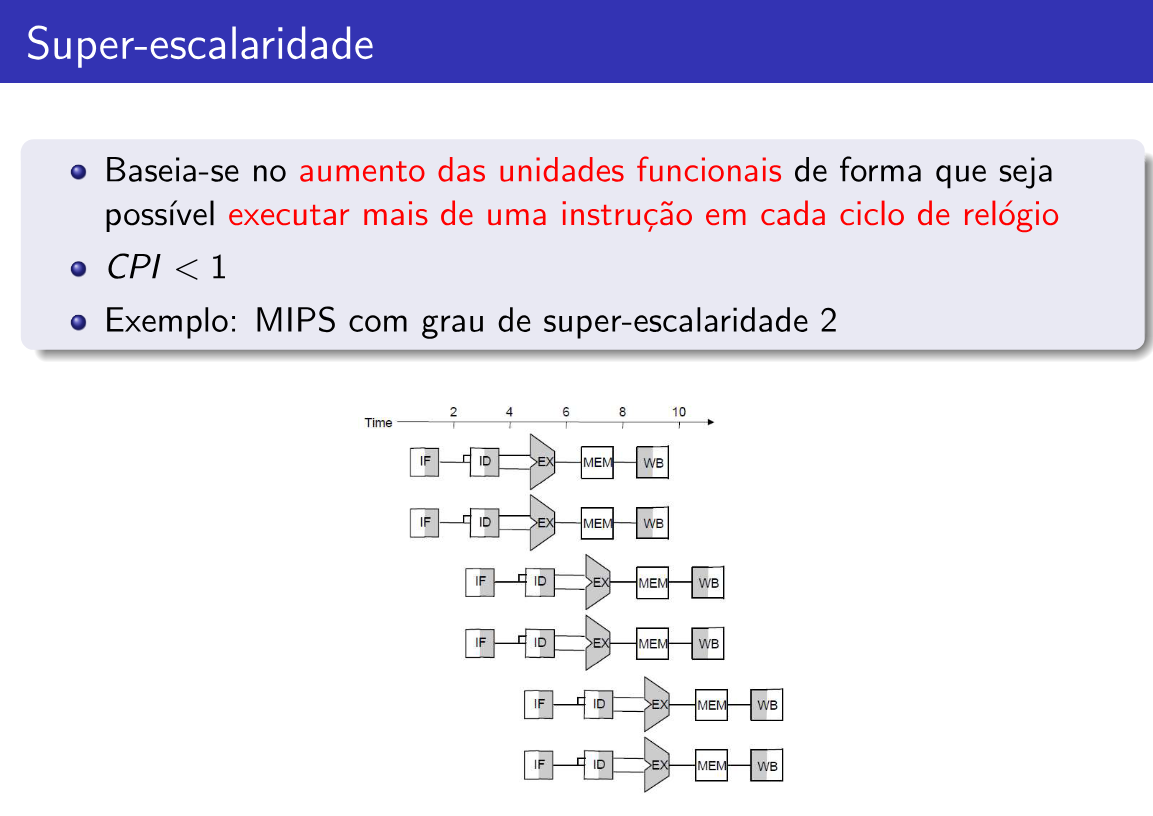 Super-escalaridade
Baseia-se no aumento das unidades funcionais de forma que seja
possível executar mais de uma instrução em cada ciclo de relógio
CPI < 1
Exemplo: MIPS com grau de super-escalaridade 2
Time 2 4 6 8 10
IF ID EX MEM WB
IF ID EX MEM WB
IF ID EX MEM WB
IF ID EX MEM WB
IF ID EX MEM WB
IF ID EX MEM WB